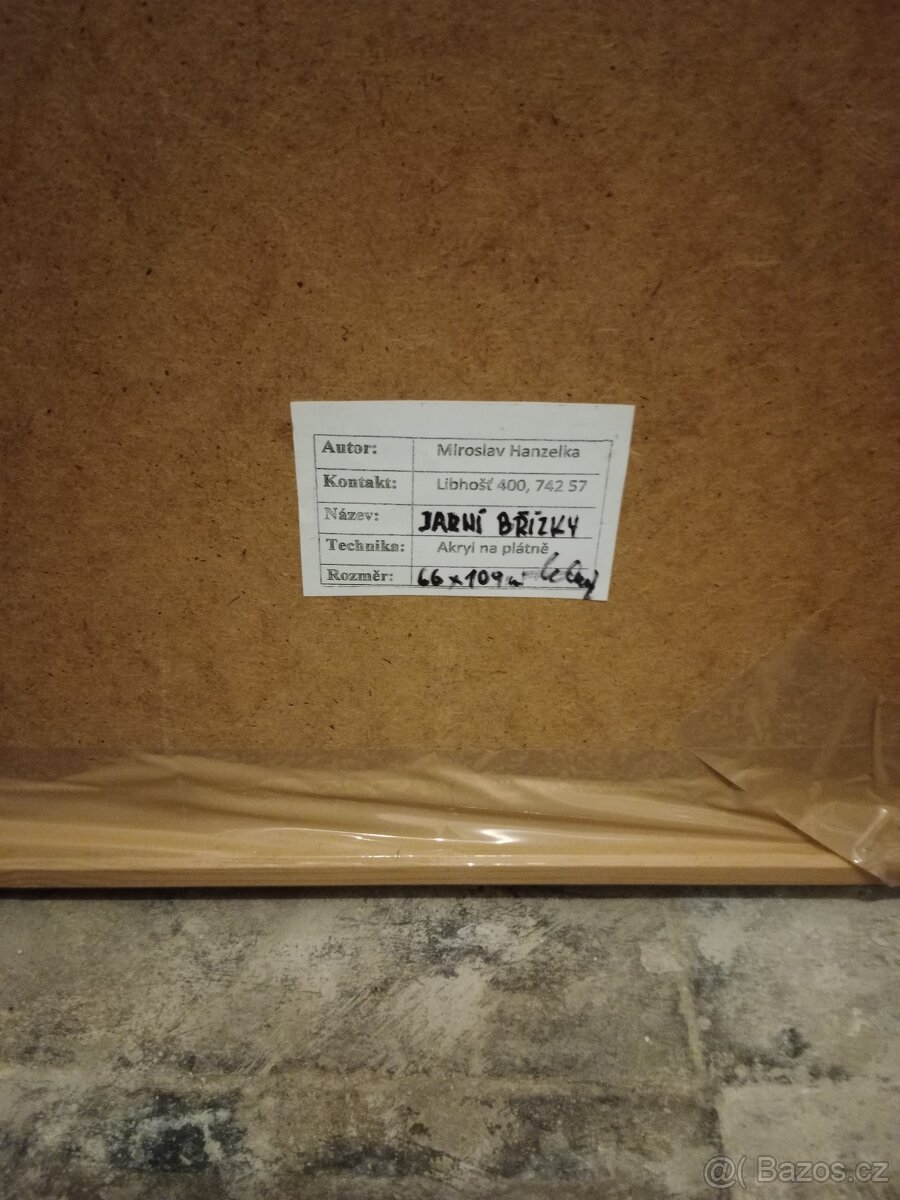 Autor: Miroslav Hanzelka
Kontakt: Libhošť 400, 742 57
Název: JARNÍ BŘÍZKY
Technika: Akryl na plátně
Rozměr: 66 x 109
@( Bazos.cz